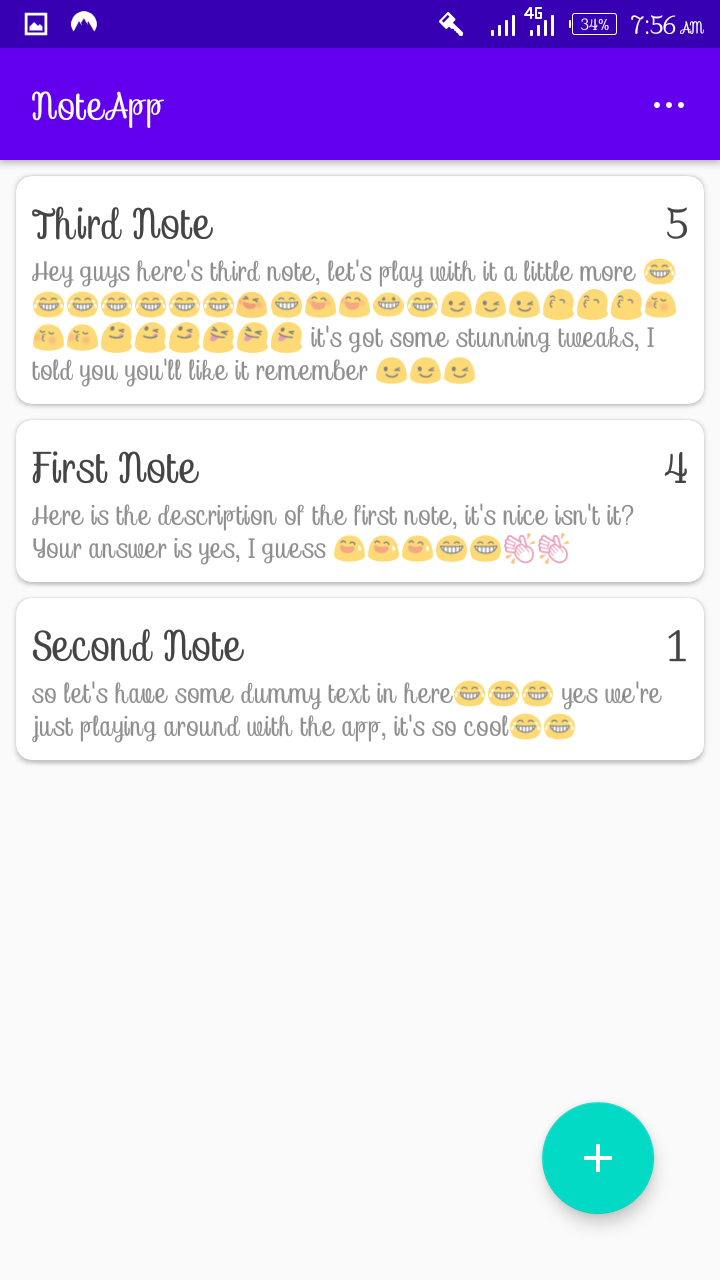 4G 34% 7:56 AM
NoteApp
Third Note 5
Hey guys here's third note, let's play with it a little more 😂
😂😂😂😂😂😂😆😁😄😄😀😂😉😉😉😙😙😙😚
😚😚😋😋😋😝😝😜 it's got some stunning tweaks, I
told you you'll like it remember 😉😉😉
First Note 4
Here is the description of the first note, it's nice isn't it?
Your answer is yes, I guess 😅😅😅😂😂👏👏
Second Note 1
so let's have some dummy text in here😂😂😂 yes we're
just playing around with the app, it's so cool😂😂